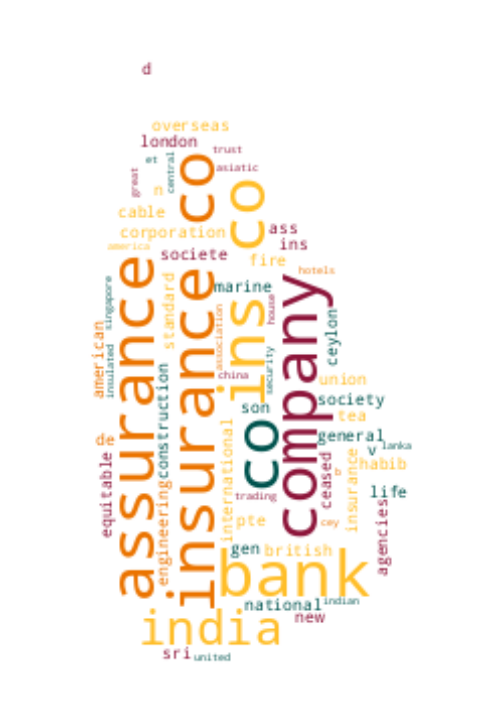 d
overseas
london
trust
et
central
asiatic
great
n
co
co
cable
ass
corporation
ins
america
societe
fire
hotels
assurance
insurance
company
marine
standard
singapore
house
ins
association
ceylon
american
insulated
security
china
construction
union
society
son
tea
co
general
de
v
lanka
habib
international
equitable
ceased
b
insurance
engineering
life
trading
agencies
pte
cey
gen
british
bank
national
indian
india
new
sri
united